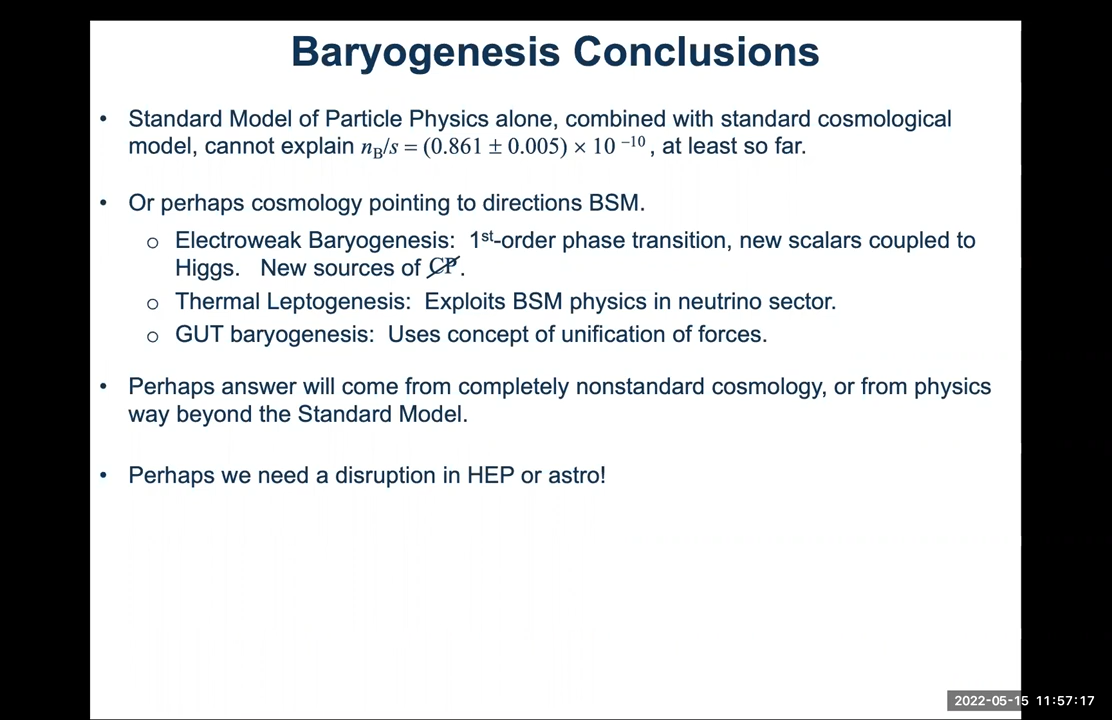 Baryogenesis Conclusions
• Standard Model of Particle Physics alone, combined with standard cosmological
model, cannot explain n_B/s = (0.861 ± 0.005) × 10⁻¹⁰, at least so far.
• Or perhaps cosmology pointing to directions BSM.
o Electroweak Baryogenesis: 1st-order phase transition, new scalars coupled to
Higgs. New sources of C̸P̸.
o Thermal Leptogenesis: Exploits BSM physics in neutrino sector.
o GUT baryogenesis: Uses concept of unification of forces.
• Perhaps answer will come from completely nonstandard cosmology, or from physics
way beyond the Standard Model.
• Perhaps we need a disruption in HEP or astro!
2022-05-15 11:57:17